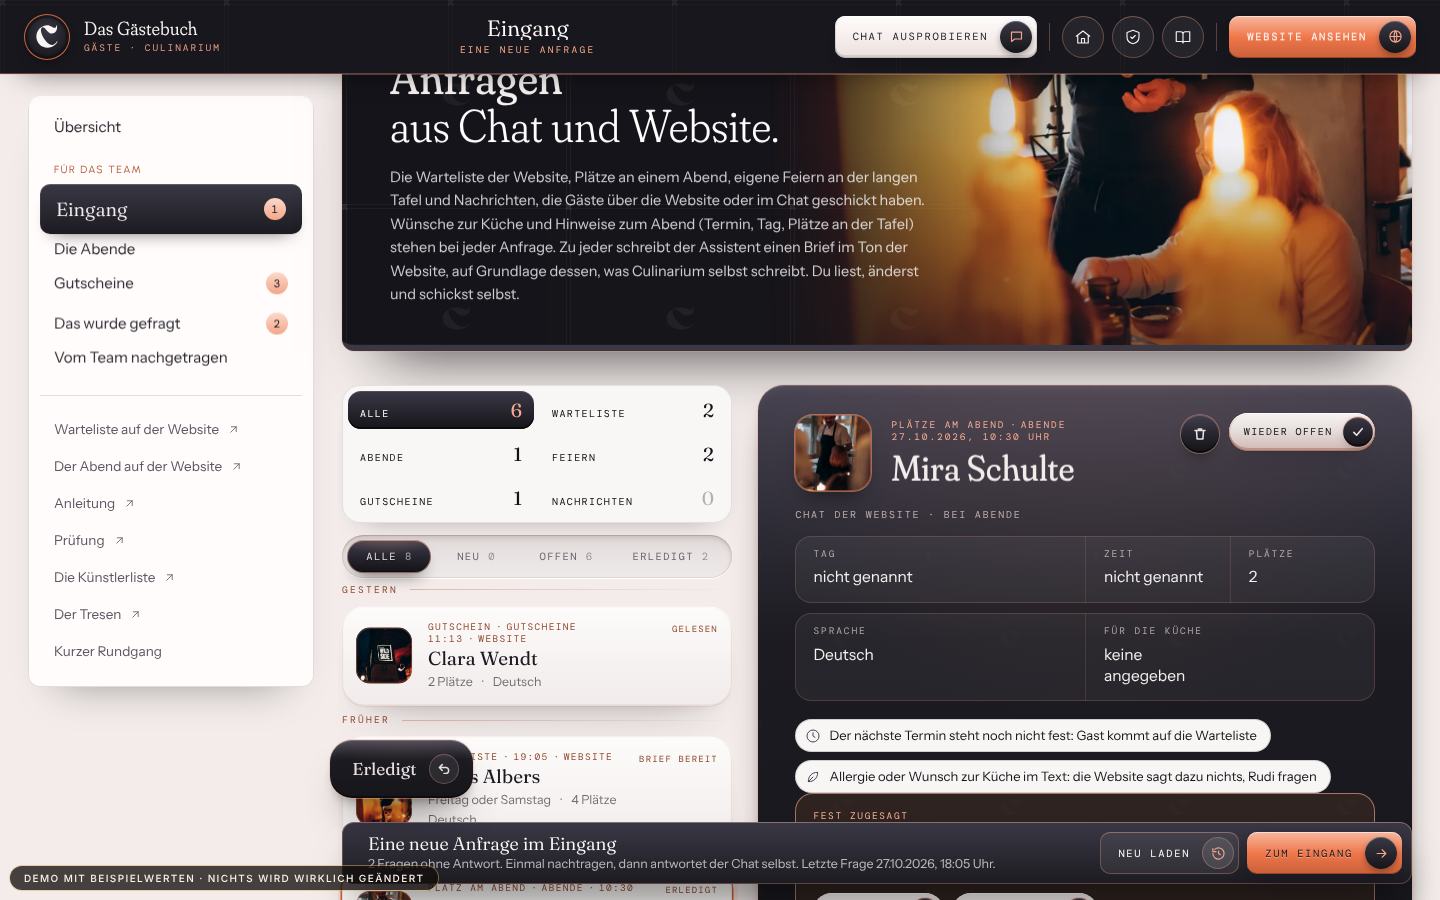 Das Gästebuch
GÄSTE · CULINARIUM
Eingang
EINE NEUE ANFRAGE
CHAT AUSPROBIEREN
WEBSITE ANSEHEN
Übersicht
FÜR DAS TEAM
Eingang 1
Die Abende
Gutscheine 3
Das wurde gefragt 2
Vom Team nachgetragen
Warteliste auf der Website
Der Abend auf der Website
Anleitung
Prüfung
Die Künstlerliste
Der Tresen
Kurzer Rundgang
Anfragen
aus Chat und Website.
Die Warteliste der Website, Plätze an einem Abend, eigene Feiern an der langen
Tafel und Nachrichten, die Gäste über die Website oder im Chat geschickt haben.
Wünsche zur Küche und Hinweise zum Abend (Termin, Tag, Plätze an der Tafel)
stehen bei jeder Anfrage. Zu jeder schreibt der Assistent einen Brief im Ton der
Website, auf Grundlage dessen, was Culinarium selbst schreibt. Du liest, änderst
und schickst selbst.
ALLE 6 WARTELISTE 2
ABENDE 1 FEIERN 2
GUTSCHEINE 1 NACHRICHTEN 0
ALLE 8 NEU 0 OFFEN 6 ERLEDIGT 2
GESTERN
GUTSCHEIN · GUTSCHEINE
11:13 · WEBSITE
GELESEN
Clara Wendt
2 Plätze · Deutsch
FRÜHER
ISTE · 19:05 · WEBSITE
BRIEF BEREIT
s Albers
Freitag oder Samstag · 4 Plätze
Deutsch
Erledigt
LATZ AM ABEND · ABENDE · 10:30
ERLEDIGT
PLÄTZE AM ABEND · ABENDE
27.10.2026, 10:30 UHR
Mira Schulte
WIEDER OFFEN
CHAT DER WEBSITE · BEI ABENDE
TAG ZEIT PLÄTZE
nicht genannt nicht genannt 2
SPRACHE FÜR DIE KÜCHE
Deutsch keine
angegeben
Der nächste Termin steht noch nicht fest: Gast kommt auf die Warteliste
Allergie oder Wunsch zur Küche im Text: die Website sagt dazu nichts, Rudi fragen
FEST ZUGESAGT
Eine neue Anfrage im Eingang
2 Fragen ohne Antwort. Einmal nachtragen, dann antwortet der Chat selbst. Letzte Frage 27.10.2026, 18:05 Uhr.
NEU LADEN
ZUM EINGANG
DEMO MIT BEISPIELWERTEN · NICHTS WIRD WIRKLICH GEÄNDERT